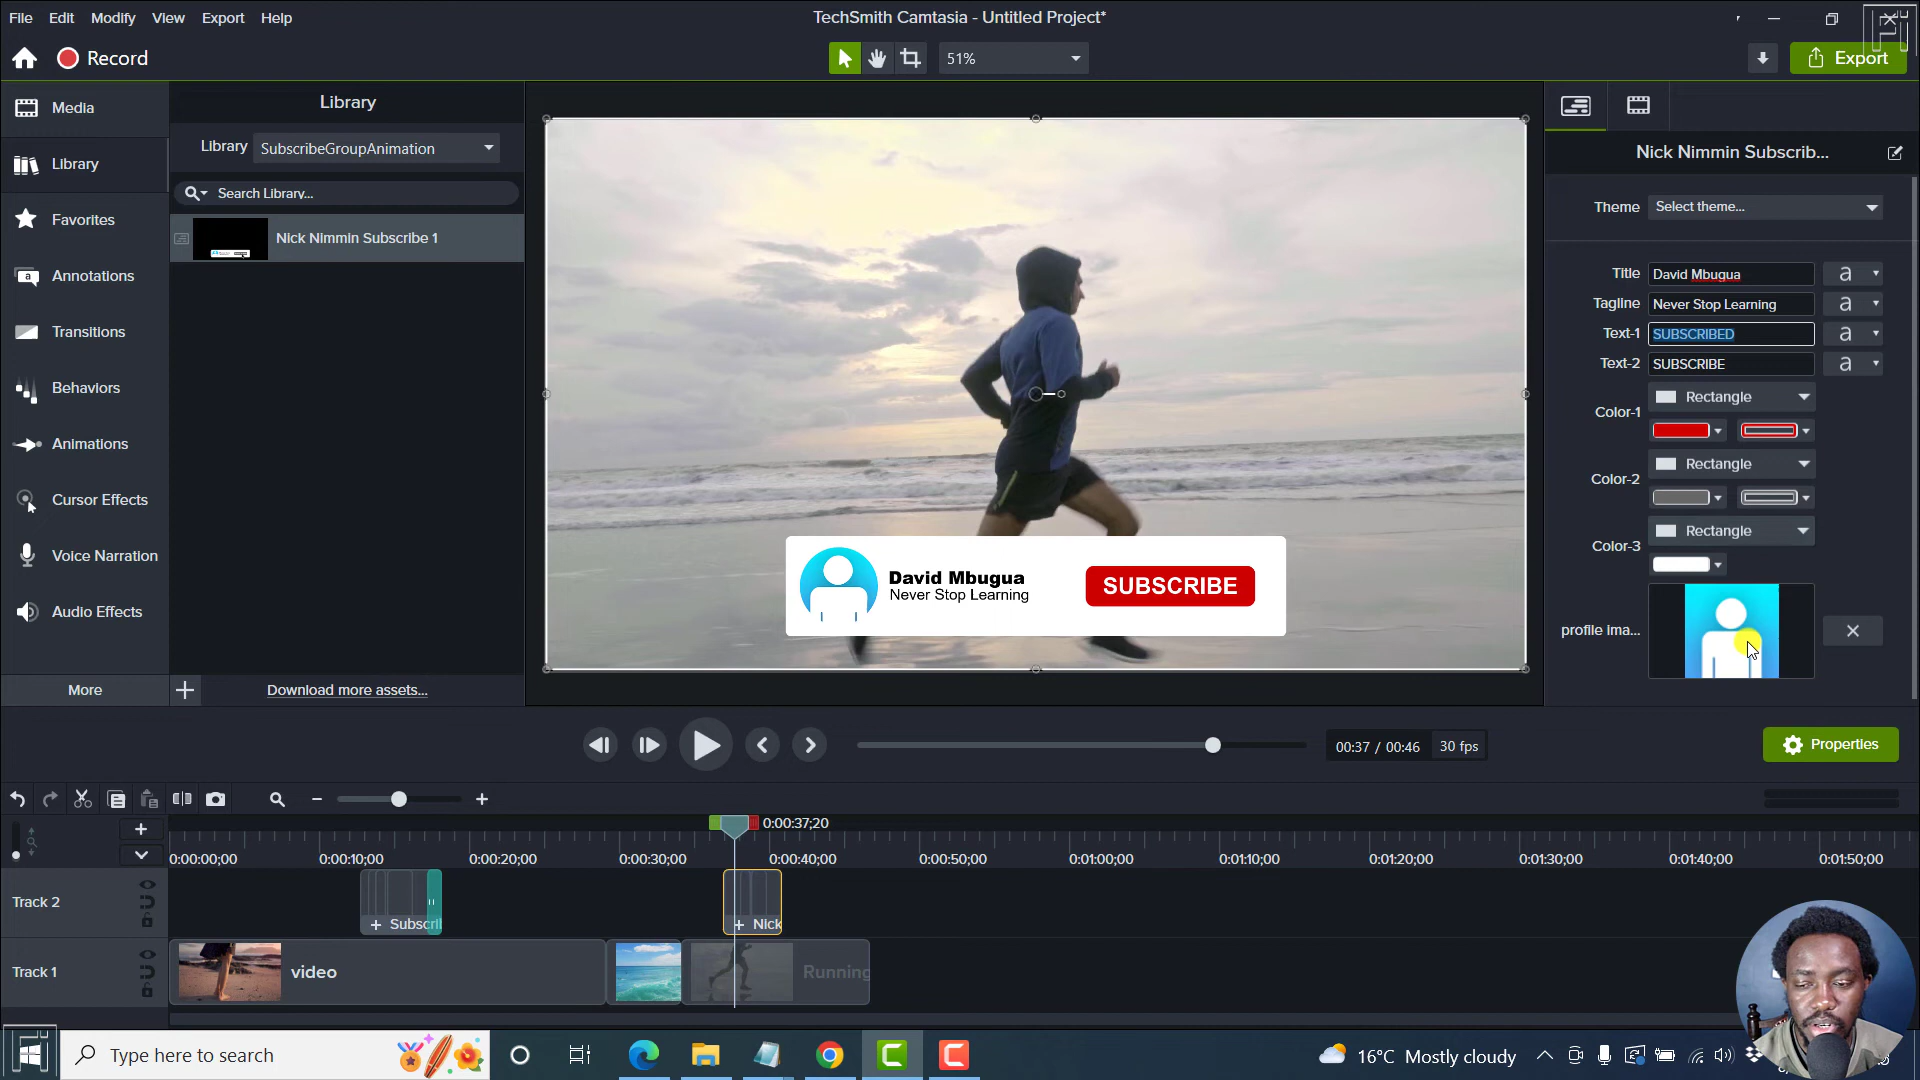 File Edit Modify View Export Help
TechSmith Camtasia - Untitled Project*
Record
51%
Export
Media
Library
Favorites
Annotations
Transitions
Behaviors
Animations
Cursor Effects
Voice Narration
Audio Effects
More
Library
Library SubscribeGroupAnimation
Search Library...
Nick Nimmin Subscribe 1
Download more assets...
David Mbugua
Never Stop Learning
SUBSCRIBE
Nick Nimmin Subscrib...
Theme Select theme...
Title David Mbugua a
Tagline Never Stop Learning a
Text-1 SUBSCRIBED a
Text-2 SUBSCRIBE a
Color-1 Rectangle
Color-2 Rectangle
Color-3 Rectangle
profile ima...
00:37 / 00:46 30 fps
Properties
0:00:37;20
0:00:00;00 0:00:10;00 0:00:20;00 0:00:30;00 0:00:40;00 0:00:50;00 0:01:00;00 0:01:10;00 0:01:20;00 0:01:30;00 0:01:40;00 0:01:50;00
Track 2
+ Subscri
+ Nick
Track 1
video
Running
Type here to search
16°C Mostly cloudy